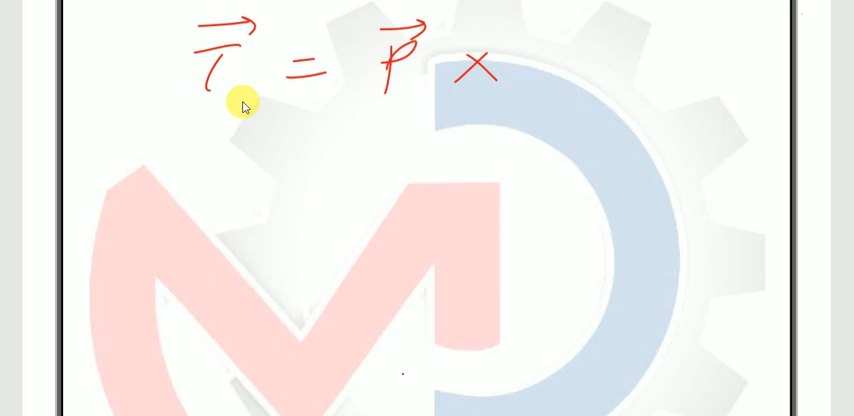 τ⃗ = P⃗ ×